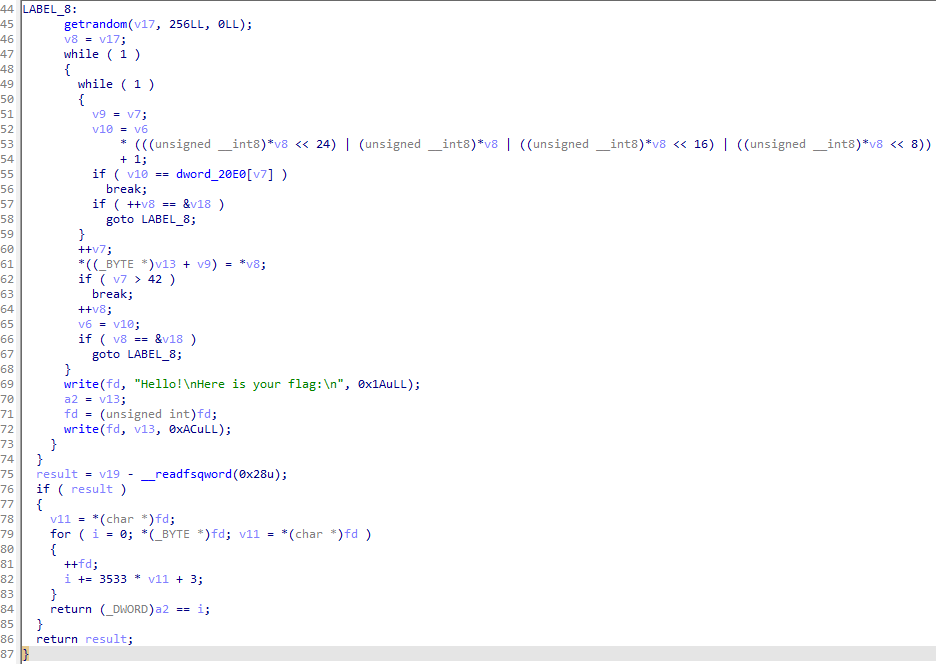 44 LABEL_8:
45 getrandom(v17, 256LL, 0LL);
46 v8 = v17;
47 while ( 1 )
48 {
49 while ( 1 )
50 {
51 v9 = v7;
52 v10 = v6
53 * (((unsigned __int8)*v8 << 24) | (unsigned __int8)*v8 | ((unsigned __int8)*v8 << 16) | ((unsigned __int8)*v8 << 8))
54 + 1;
55 if ( v10 == dword_20E0[v7] )
56 break;
57 if ( ++v8 == &v18 )
58 goto LABEL_8;
59 }
60 ++v7;
61 *((_BYTE *)v13 + v9) = *v8;
62 if ( v7 > 42 )
63 break;
64 ++v8;
65 v6 = v10;
66 if ( v8 == &v18 )
67 goto LABEL_8;
68 }
69 write(fd, "Hello!\nHere is your flag:\n", 0x1AuLL);
70 a2 = v13;
71 fd = (unsigned int)fd;
72 write(fd, v13, 0xACuLL);
73 }
74 }
75 result = v19 - __readfsqword(0x28u);
76 if ( result )
77 {
78 v11 = *(char *)fd;
79 for ( i = 0; *(_BYTE *)fd; v11 = *(char *)fd )
80 {
81 ++fd;
82 i += 3533 * v11 + 3;
83 }
84 return (_DWORD)a2 == i;
85 }
86 return result;
87 }